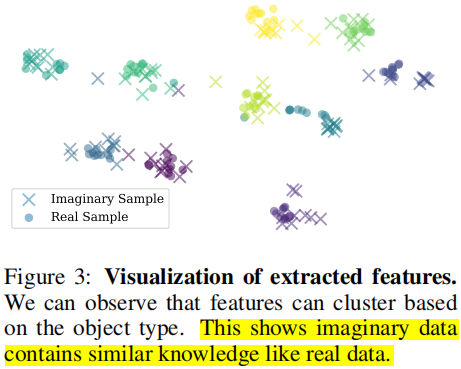 Imaginary Sample
Real Sample
Figure 3: Visualization of extracted features.
We can observe that features can cluster based
on the object type. This shows imaginary data
contains similar knowledge like real data.